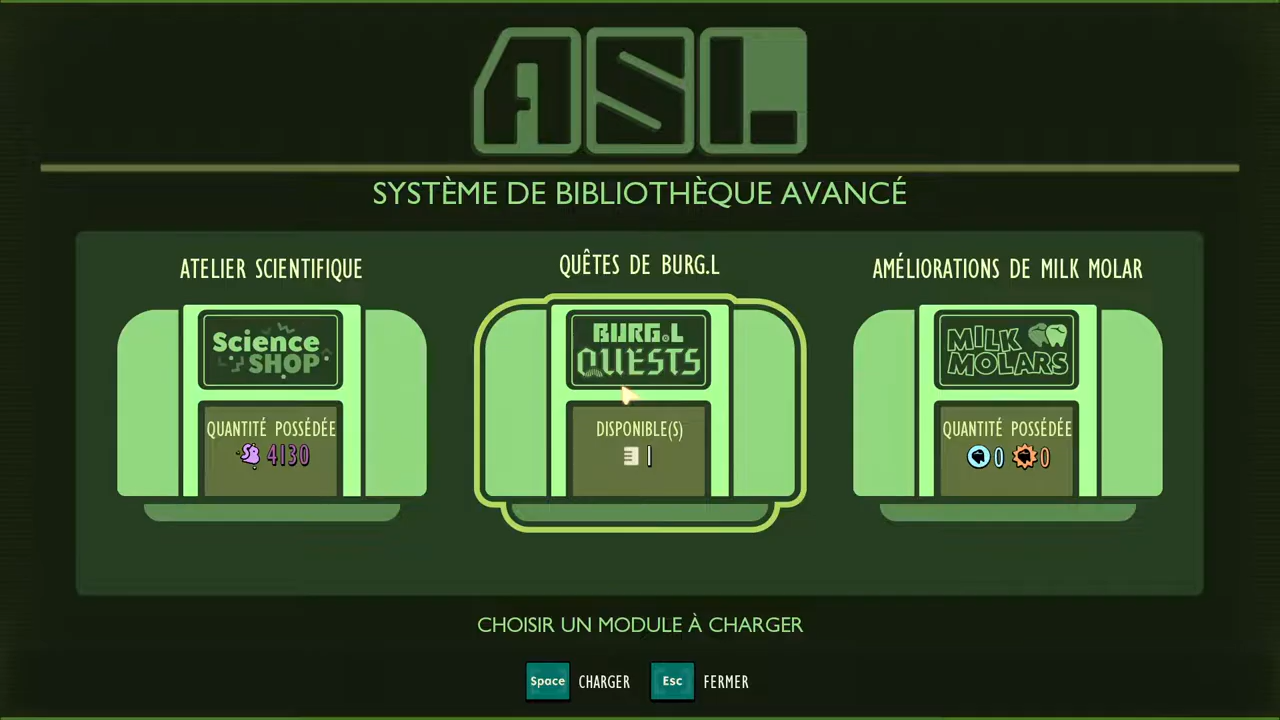 ASL
SYSTÈME DE BIBLIOTHÈQUE AVANCÉ
ATELIER SCIENTIFIQUE
Science
SHOP
QUANTITÉ POSSÉDÉE
4130
QUÊTES DE BURG.L
BURG.L
QUESTS
DISPONIBLE(S)
1
AMÉLIORATIONS DE MILK MOLAR
MILK
MOLARS
QUANTITÉ POSSÉDÉE
0 0
CHOISIR UN MODULE À CHARGER
Space CHARGER Esc FERMER